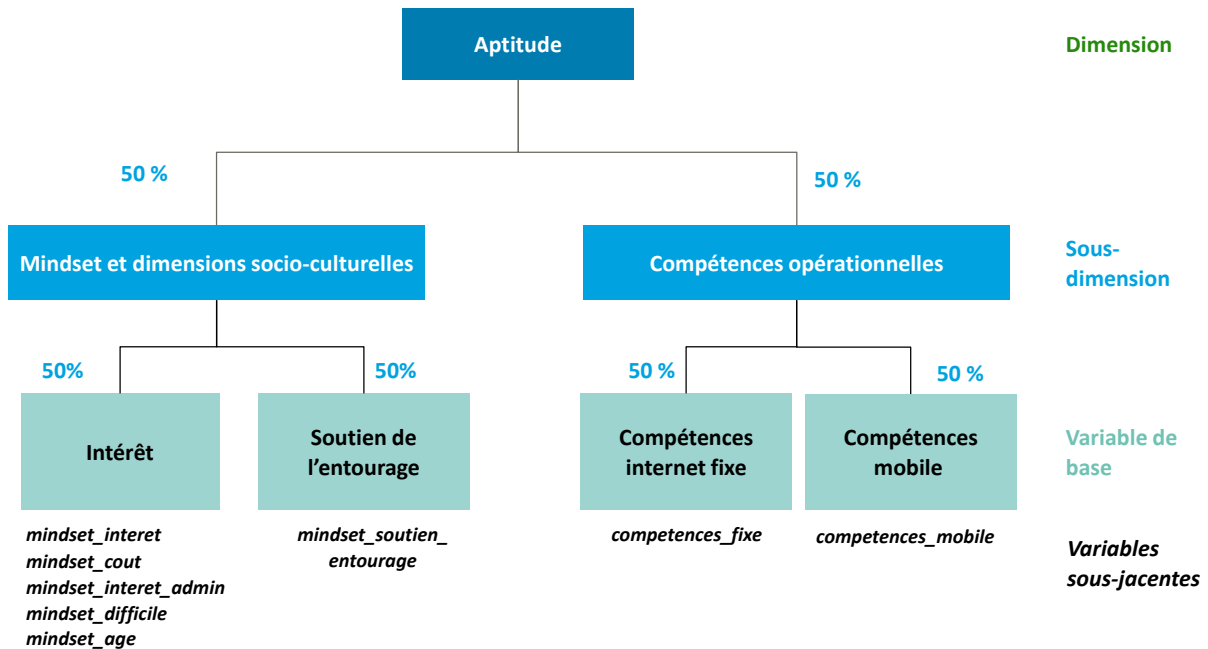 Aptitude
Dimension
50 %
50 %
Mindset et dimensions socio-culturelles
Compétences opérationnelles
Sous-
dimension
50%
50%
50 %
50 %
Intérêt
Soutien de
l’entourage
Compétences
internet fixe
Compétences
mobile
Variable de
base
mindset_interet
mindset_cout
mindset_interet_admin
mindset_difficile
mindset_age
mindset_soutien_
entourage
competences_fixe
competences_mobile
Variables
sous-jacentes